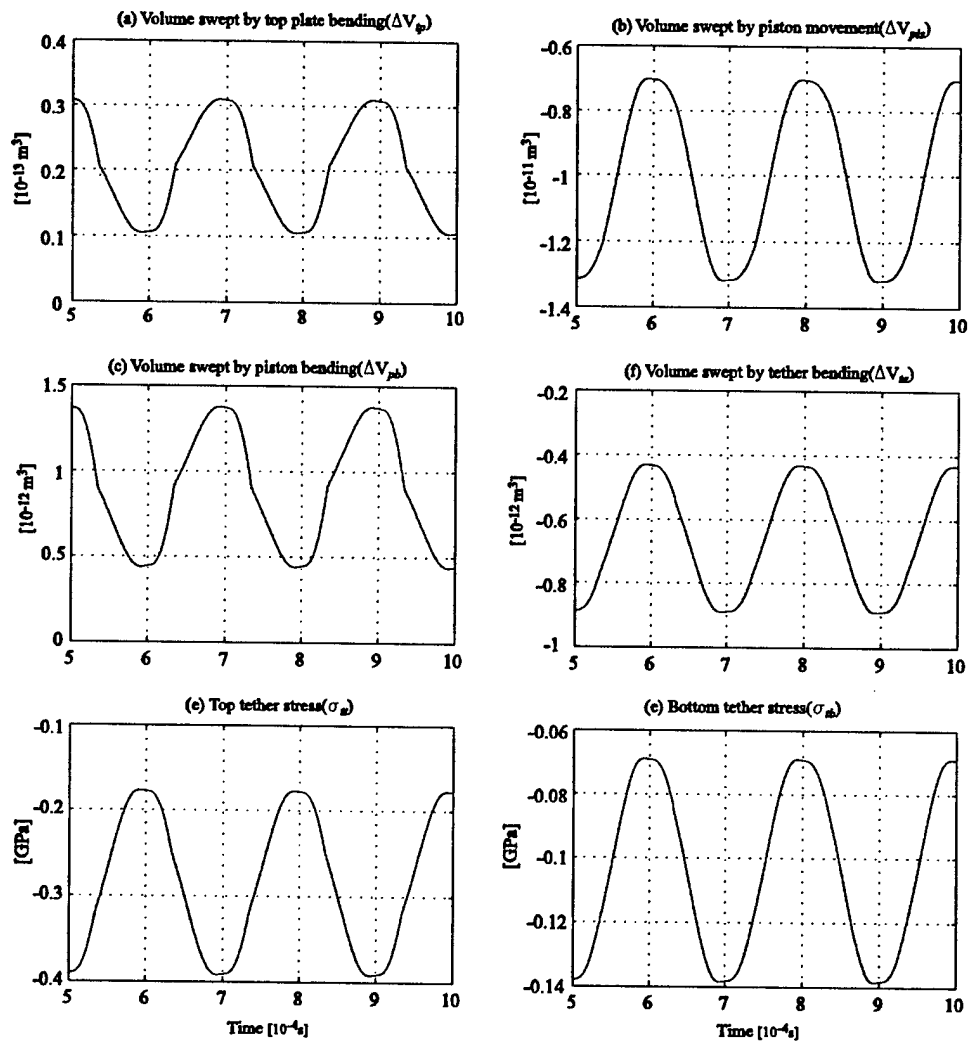 (a) Volume swept by top plate bending(ΔV_tp)
[10⁻¹³ m³]
0.4
0.3
0.2
0.1
0
5 6 7 8 9 10
(b) Volume swept by piston movement(ΔV_pis)
[10⁻¹¹ m³]
-0.6
-0.8
-1
-1.2
-1.4
5 6 7 8 9 10
(c) Volume swept by piston bending(ΔV_pb)
[10⁻¹² m³]
1.5
1
0.5
0
5 6 7 8 9 10
(f) Volume swept by tether bending(ΔV_te)
[10⁻¹² m³]
-0.2
-0.4
-0.6
-0.8
-1
5 6 7 8 9 10
(e) Top tether stress(σ_st)
[GPa]
-0.1
-0.2
-0.3
-0.4
5 6 7 8 9 10
Time [10⁻⁴s]
(e) Bottom tether stress(σ_sb)
[GPa]
-0.06
-0.08
-0.1
-0.12
-0.14
5 6 7 8 9 10
Time [10⁻⁴s]